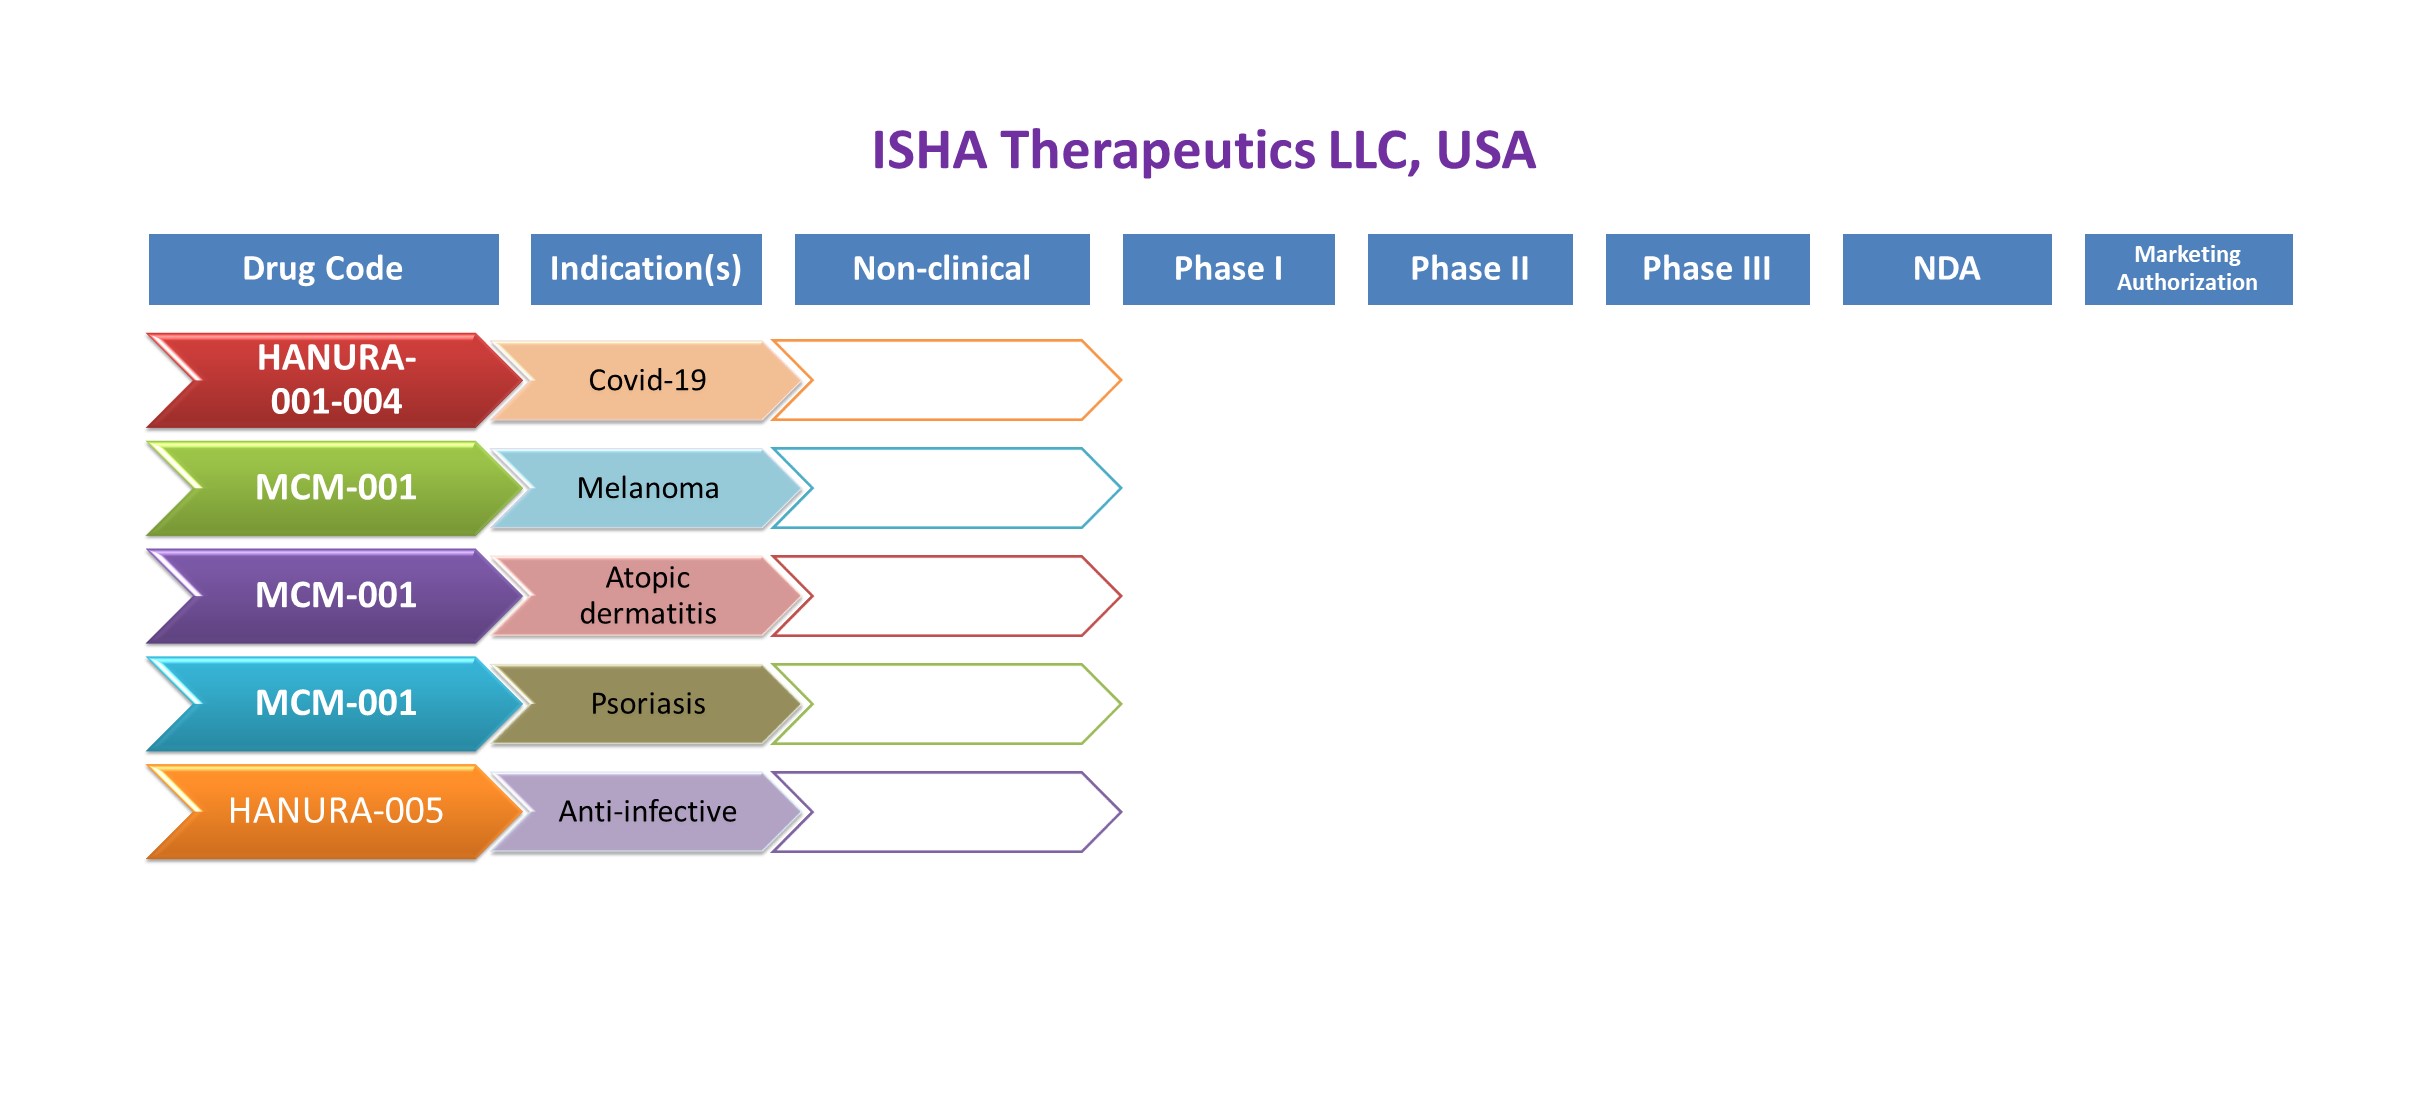 ISHA Therapeutics LLC, USA
Drug Code
Indication(s)
Non-clinical
Phase I
Phase II
Phase III
NDA
Marketing
Authorization
HANURA-
001-004
Covid-19
MCM-001
Melanoma
MCM-001
Atopic
dermatitis
MCM-001
Psoriasis
HANURA-005
Anti-infective